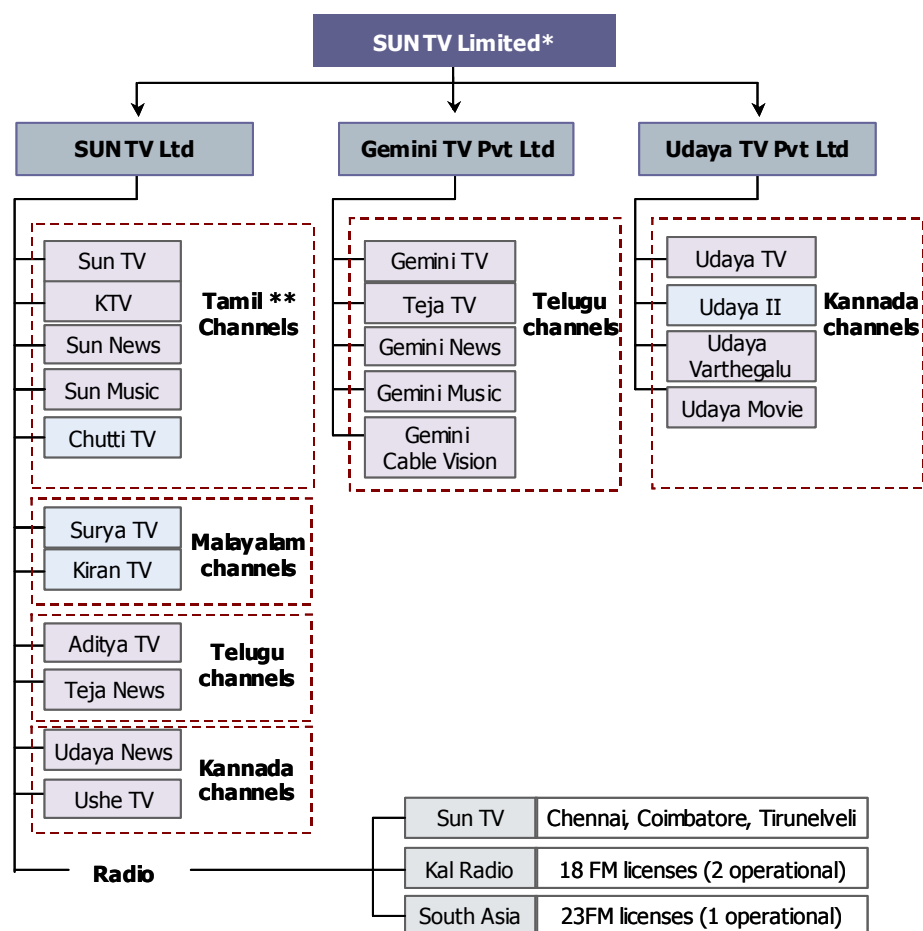 SUN TV Limited*
SUN TV Ltd
Gemini TV Pvt Ltd
Udaya TV Pvt Ltd
Sun TV
KTV
Sun News
Sun Music
Chutti TV
Tamil **
Channels
Surya TV
Kiran TV
Malayalam
channels
Aditya TV
Teja News
Telugu
channels
Udaya News
Ushe TV
Kannada
channels
Gemini TV
Teja TV
Gemini News
Gemini Music
Gemini
Cable Vision
Telugu
channels
Udaya TV
Udaya II
Udaya
Varthegalu
Udaya Movie
Kannada
channels
Radio
Sun TV
Chennai, Coimbatore, Tirunelveli
Kal Radio
18 FM licenses (2 operational)
South Asia
23FM licenses (1 operational)